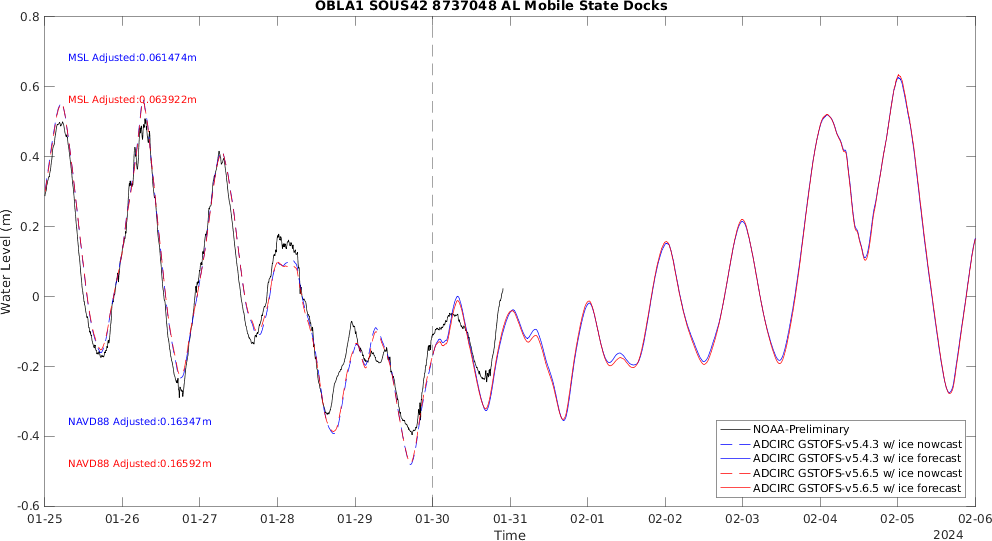 OBLA1 SOUS42 8737048 AL Mobile State Docks
0.8
0.6
0.4
0.2
0
-0.2
-0.4
-0.6
Water Level (m)
MSL Adjusted:0.061474m
MSL Adjusted:0.063922m
NAVD88 Adjusted:0.16347m
NAVD88 Adjusted:0.16592m
NOAA-Preliminary
ADCIRC GSTOFS-v5.4.3 w/ ice nowcast
ADCIRC GSTOFS-v5.4.3 w/ ice forecast
ADCIRC GSTOFS-v5.6.5 w/ ice nowcast
ADCIRC GSTOFS-v5.6.5 w/ ice forecast
01-25 01-26 01-27 01-28 01-29 01-30 01-31 02-01 02-02 02-03 02-04 02-05 02-06
Time
2024